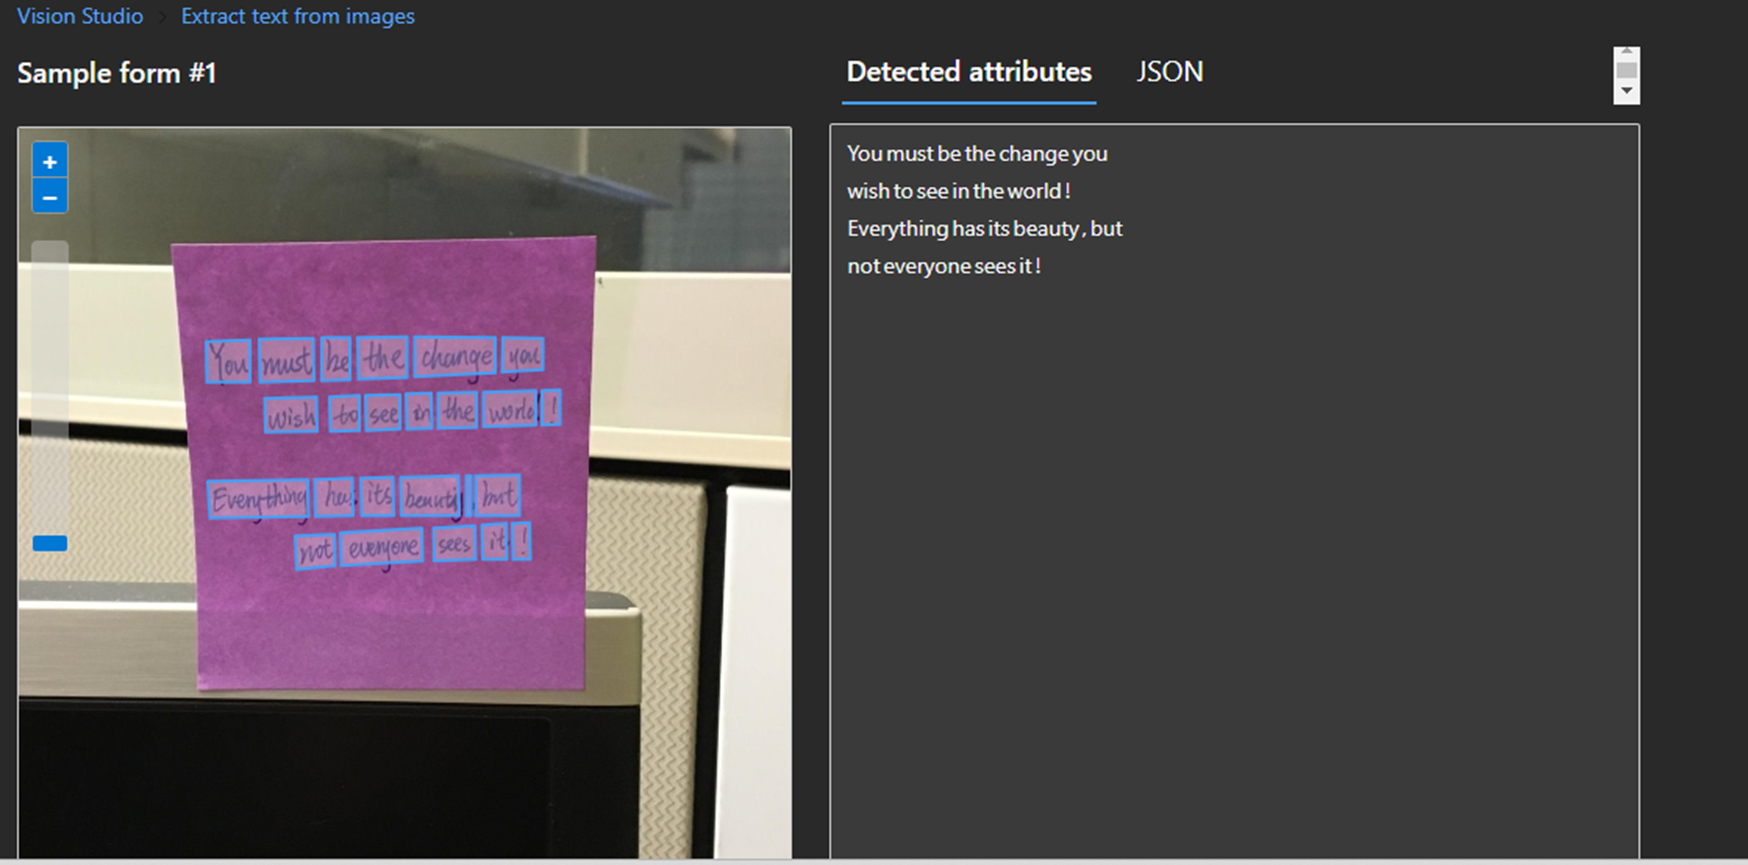 Vision Studio > Extract text from images
Sample form #1
Detected attributes JSON
+
−
You must be the change you
wish to see in the world !
Everything has its beauty , but
not everyone sees it !
You must be the change you
wish to see in the world !
Everything has its beauty , but
not everyone sees it !